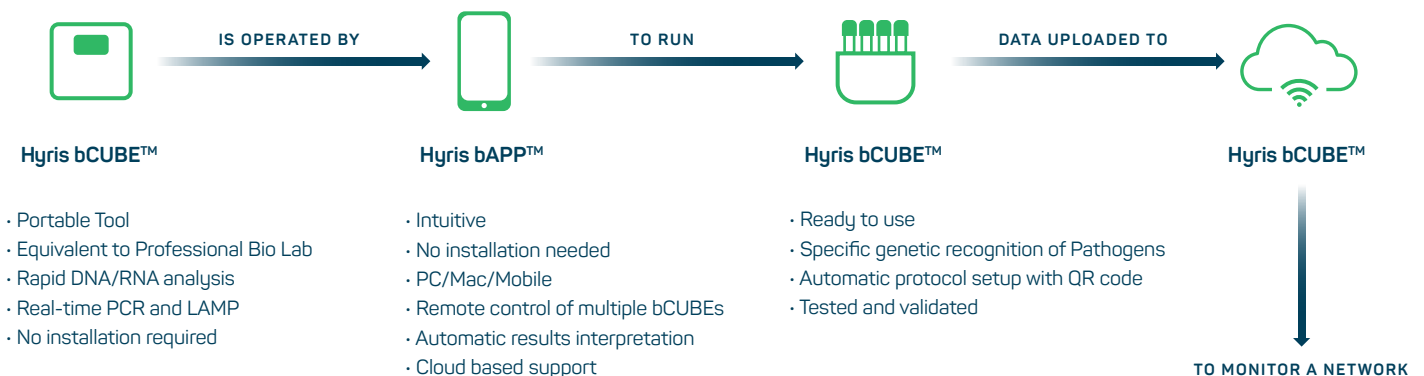 IS OPERATED BY
TO RUN
DATA UPLOADED TO
Hyris bCUBE™
Hyris bAPP™
Hyris bCUBE™
Hyris bCUBE™
· Portable Tool
· Equivalent to Professional Bio Lab
· Rapid DNA/RNA analysis
· Real-time PCR and LAMP
· No installation required
· Intuitive
· No installation needed
· PC/Mac/Mobile
· Remote control of multiple bCUBEs
· Automatic results interpretation
· Cloud based support
· Ready to use
· Specific genetic recognition of Pathogens
· Automatic protocol setup with QR code
· Tested and validated
TO MONITOR A NETWORK